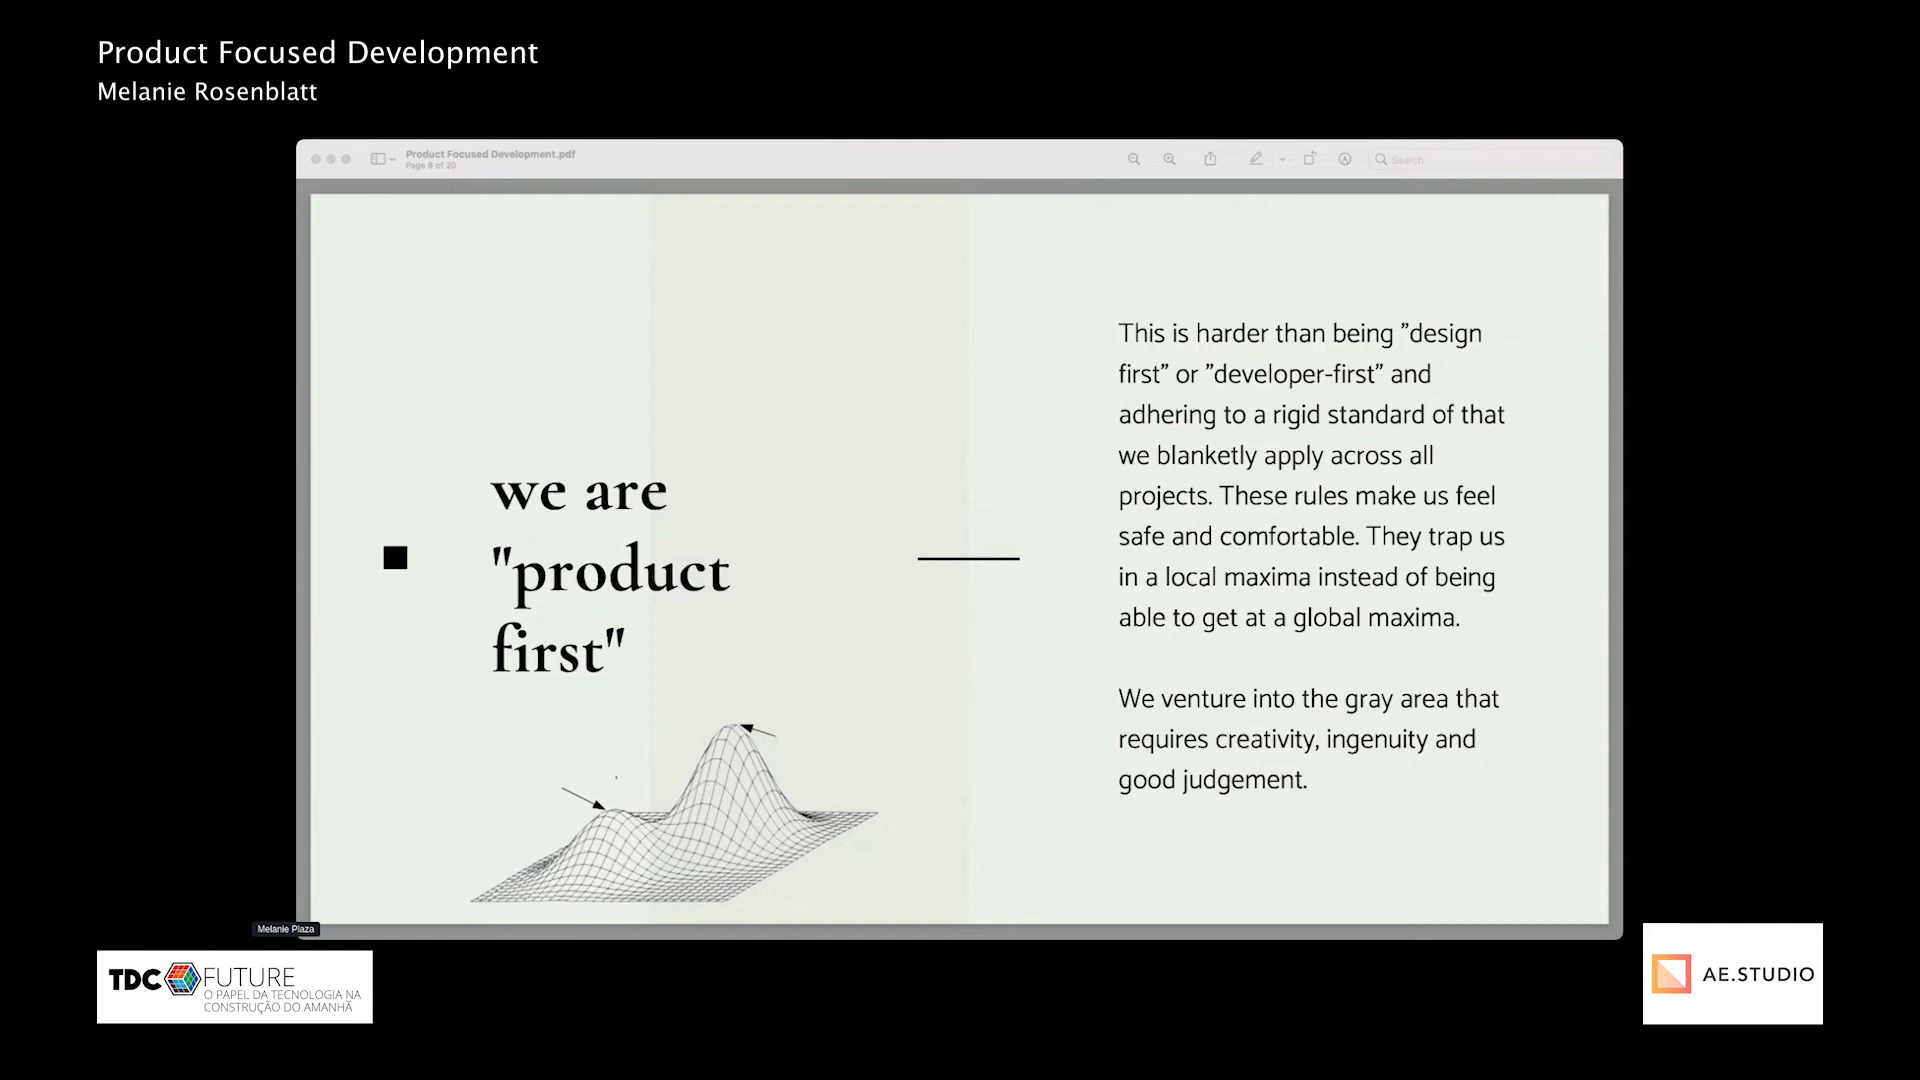 Product Focused Development
Melanie Rosenblatt
Product Focused Development.pdf
Page 8 of 20
Search
we are
"product
first"
This is harder than being ”design
first” or ”developer-first” and
adhering to a rigid standard of that
we blanketly apply across all
projects. These rules make us feel
safe and comfortable. They trap us
in a local maxima instead of being
able to get at a global maxima.
We venture into the gray area that
requires creativity, ingenuity and
good judgement.
Melanie Plaza
TDC FUTURE
O PAPEL DA TECNOLOGIA NA
CONSTRUÇÃO DO AMANHÃ
AE.STUDIO